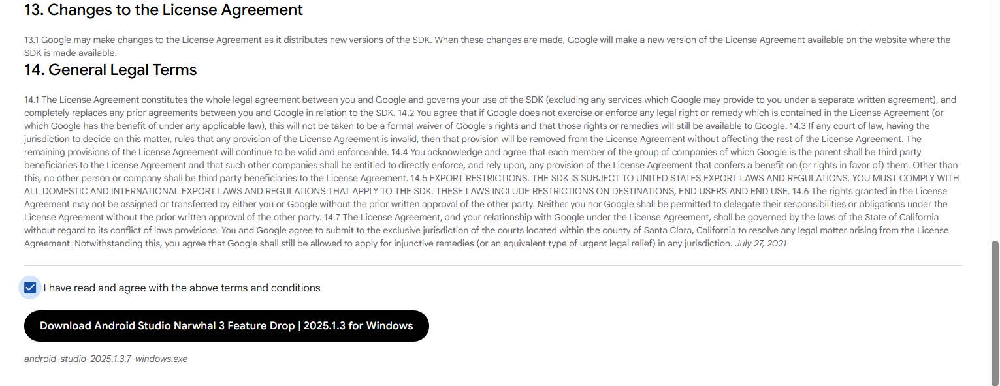 13. Changes to the License Agreement
13.1 Google may make changes to the License Agreement as it distributes new versions of the SDK. When these changes are made, Google will make a new version of the License Agreement available on the website where the
SDK is made available.
14. General Legal Terms
14.1 The License Agreement constitutes the whole legal agreement between you and Google and governs your use of the SDK (excluding any services which Google may provide to you under a separate written agreement), and
completely replaces any prior agreements between you and Google in relation to the SDK. 14.2 You agree that if Google does not exercise or enforce any legal right or remedy which is contained in the License Agreement (or
which Google has the benefit of under any applicable law), this will not be taken to be a formal waiver of Google's rights and that those rights or remedies will still be available to Google. 14.3 If any court of law, having the
jurisdiction to decide on this matter, rules that any provision of the License Agreement is invalid, then that provision will be removed from the License Agreement without affecting the rest of the License Agreement. The
remaining provisions of the License Agreement will continue to be valid and enforceable. 14.4 You acknowledge and agree that each member of the group of companies of which Google is the parent shall be third party
beneficiaries to the License Agreement and that such other companies shall be entitled to directly enforce, and rely upon, any provision of the License Agreement that confers a benefit on (or rights in favor of) them. Other than
this, no other person or company shall be third party beneficiaries to the License Agreement. 14.5 EXPORT RESTRICTIONS. THE SDK IS SUBJECT TO UNITED STATES EXPORT LAWS AND REGULATIONS. YOU MUST COMPLY WITH
ALL DOMESTIC AND INTERNATIONAL EXPORT LAWS AND REGULATIONS THAT APPLY TO THE SDK. THESE LAWS INCLUDE RESTRICTIONS ON DESTINATIONS, END USERS AND END USE. 14.6 The rights granted in the License
Agreement may not be assigned or transferred by either you or Google without the prior written approval of the other party. Neither you nor Google shall be permitted to delegate their responsibilities or obligations under the
License Agreement without the prior written approval of the other party. 14.7 The License Agreement, and your relationship with Google under the License Agreement, shall be governed by the laws of the State of California
without regard to its conflict of laws provisions. You and Google agree to submit to the exclusive jurisdiction of the courts located within the county of Santa Clara, California to resolve any legal matter arising from the License
Agreement. Notwithstanding this, you agree that Google shall still be allowed to apply for injunctive remedies (or an equivalent type of urgent legal relief) in any jurisdiction. July 27, 2021
I have read and agree with the above terms and conditions
Download Android Studio Narwhal 3 Feature Drop | 2025.1.3 for Windows
android-studio-2025.1.3.7-windows.exe